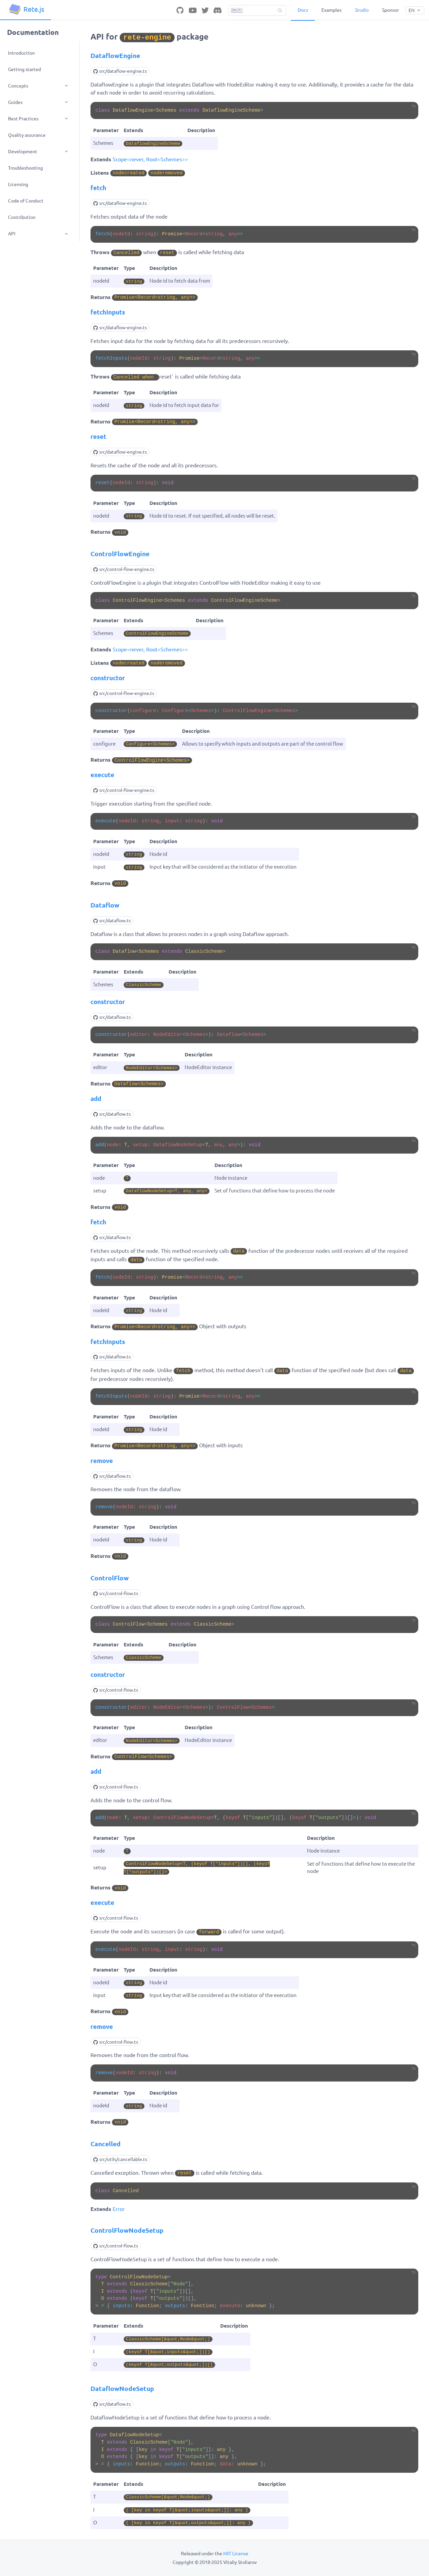 Rete.js
Docs Examples Studio Sponsor EN
Documentation
Introduction
Getting started
Concepts
Guides
Best Practices
Quality assurance
Development
Troubleshooting
Licensing
Code of Conduct
Contribution
API
API for rete-engine package
DataflowEngine
src/dataflow-engine.ts
DataflowEngine is a plugin that integrates Dataflow with NodeEditor making it easy to use. Additionally, it provides a cache for the data of each node in order to avoid recurring calculations.
class DataflowEngine<Schemes extends DataflowEngineScheme>
Parameter Extends Description
Schemes DataflowEngineScheme
Extends Scope<never, Root<Schemes>>
Listens nodecreated noderemoved
fetch
src/dataflow-engine.ts
Fetches output data of the node
fetch(nodeId: string): Promise<Record<string, any>>
Throws Cancelled when reset is called while fetching data
Parameter Type Description
nodeId string Node id to fetch data from
Returns Promise<Record<string, any>>
fetchInputs
src/dataflow-engine.ts
Fetches input data for the node by fetching data for all its predecessors recursively.
fetchInputs(nodeId: string): Promise<Record<string, any>>
Throws Cancelled when reset` is called while fetching data
Parameter Type Description
nodeId string Node id to fetch input data for
Returns Promise<Record<string, any>>
reset
src/dataflow-engine.ts
Resets the cache of the node and all its predecessors.
reset(nodeId: string): void
Parameter Type Description
nodeId string Node id to reset. If not specified, all nodes will be reset.
Returns void
ControlFlowEngine
src/control-flow-engine.ts
ControlFlowEngine is a plugin that integrates ControlFlow with NodeEditor making it easy to use
class ControlFlowEngine<Schemes extends ControlFlowEngineScheme>
Parameter Extends Description
Schemes ControlFlowEngineScheme
Extends Scope<never, Root<Schemes>>
Listens nodecreated noderemoved
constructor
src/control-flow-engine.ts
constructor(configure: Configure<Schemes>): ControlFlowEngine<Schemes>
Parameter Type Description
configure Configure<Schemes> Allows to specify which inputs and outputs are part of the control flow
Returns ControlFlowEngine<Schemes>
execute
src/control-flow-engine.ts
Trigger execution starting from the specified node.
execute(nodeId: string, input: string): void
Parameter Type Description
nodeId string Node id
input string Input key that will be considered as the initiator of the execution
Returns void
Dataflow
src/dataflow.ts
Dataflow is a class that allows to process nodes in a graph using Dataflow approach.
class Dataflow<Schemes extends ClassicScheme>
Parameter Extends Description
Schemes ClassicScheme
constructor
src/dataflow.ts
constructor(editor: NodeEditor<Schemes>): Dataflow<Schemes>
Parameter Type Description
editor NodeEditor<Schemes> NodeEditor instance
Returns Dataflow<Schemes>
add
src/dataflow.ts
Adds the node to the dataflow.
add(node: T, setup: DataflowNodeSetup<T, any, any>): void
Parameter Type Description
node T Node instance
setup DataflowNodeSetup<T, any, any> Set of functions that define how to process the node
Returns void
fetch
src/dataflow.ts
Fetches outputs of the node. This method recursively calls data function of the predecessor nodes until receives all of the required
inputs and calls data function of the specified node.
fetch(nodeId: string): Promise<Record<string, any>>
Parameter Type Description
nodeId string Node id
Returns Promise<Record<string, any>> Object with outputs
fetchInputs
src/dataflow.ts
Fetches inputs of the node. Unlike fetch method, this method doesn't call data function of the specified node (but does call data
for predecessor nodes recursively).
fetchInputs(nodeId: string): Promise<Record<string, any>>
Parameter Type Description
nodeId string Node id
Returns Promise<Record<string, any>> Object with inputs
remove
src/dataflow.ts
Removes the node from the dataflow.
remove(nodeId: string): void
Parameter Type Description
nodeId string Node id
Returns void
ControlFlow
src/control-flow.ts
ControlFlow is a class that allows to execute nodes in a graph using Control flow approach.
class ControlFlow<Schemes extends ClassicScheme>
Parameter Extends Description
Schemes ClassicScheme
constructor
src/control-flow.ts
constructor(editor: NodeEditor<Schemes>): ControlFlow<Schemes>
Parameter Type Description
editor NodeEditor<Schemes> NodeEditor instance
Returns ControlFlow<Schemes>
add
src/control-flow.ts
Adds the node to the control flow.
add(node: T, setup: ControlFlowNodeSetup<T, (keyof T["inputs"])[], (keyof T["outputs"])[]>): void
Parameter Type Description
node T Node instance
setup ControlFlowNodeSetup<T, (keyof T["inputs"])[], (keyof T["outputs"])[]> Set of functions that define how to execute the node
Returns void
execute
src/control-flow.ts
Execute the node and its successors (in case forward is called for some output).
execute(nodeId: string, input: string): void
Parameter Type Description
nodeId string Node id
input string Input key that will be considered as the initiator of the execution
Returns void
remove
src/control-flow.ts
Removes the node from the control flow.
remove(nodeId: string): void
Parameter Type Description
nodeId string Node id
Returns void
Cancelled
src/utils/cancellable.ts
Cancelled exception. Thrown when reset is called while fetching data.
class Cancelled
Extends Error
ControlFlowNodeSetup
src/control-flow.ts
ControlFlowNodeSetup is a set of functions that define how to execute a node.
type ControlFlowNodeSetup<
T extends ClassicScheme["Node"],
I extends (keyof T["inputs"])[],
O extends (keyof T["outputs"])[],
> = { inputs: Function; outputs: Function; execute: unknown };
Parameter Extends Description
T ClassicScheme[&quot;Node&quot;]
I (keyof T[&quot;inputs&quot;])[]
O (keyof T[&quot;outputs&quot;])[]
DataflowNodeSetup
src/dataflow.ts
DataflowNodeSetup is a set of functions that define how to process a node.
type DataflowNodeSetup<
T extends ClassicScheme["Node"],
I extends { [key in keyof T["inputs"]]: any },
O extends { [key in keyof T["outputs"]]: any },
> = { inputs: Function; outputs: Function; data: unknown };
Parameter Extends Description
T ClassicScheme[&quot;Node&quot;]
I { [key in keyof T[&quot;inputs&quot;]]: any }
O { [key in keyof T[&quot;outputs&quot;]]: any }
Released under the MIT License
Copyright © 2018-2025 Vitaliy Stoliarov